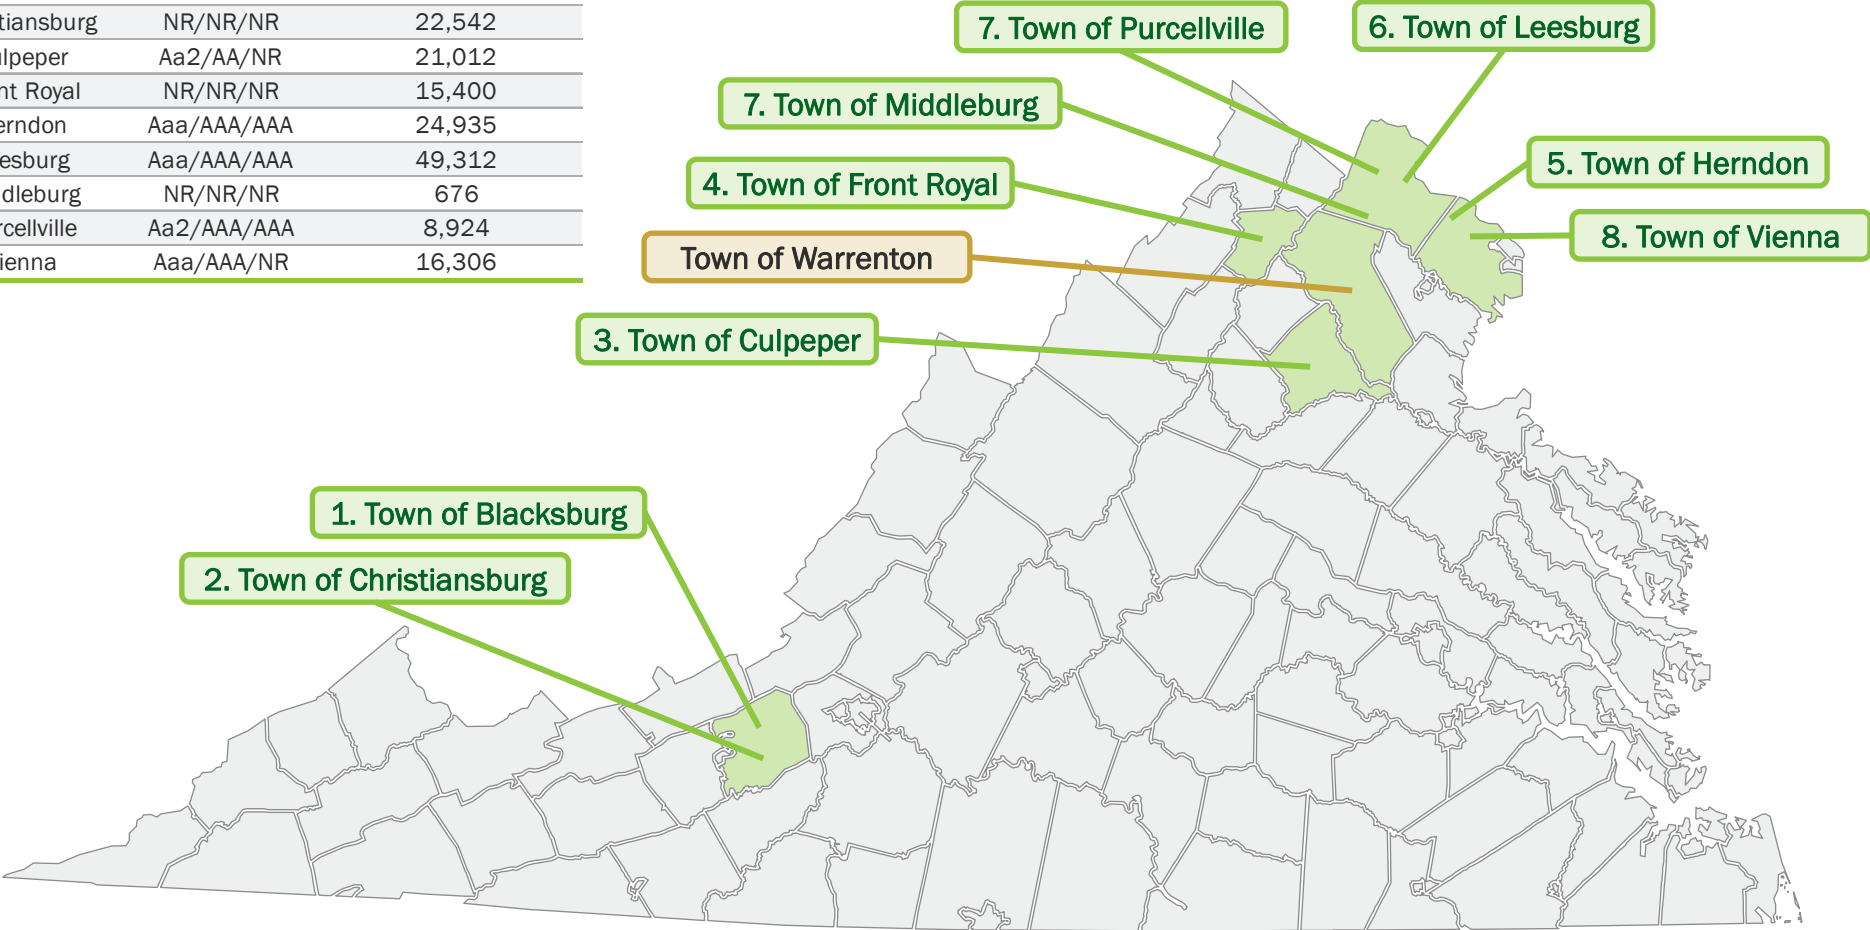 tiansburg NR/NR/NR 22,542
lpeper Aa2/AA/NR 21,012
nt Royal NR/NR/NR 15,400
erndon Aaa/AAA/AAA 24,935
esburg Aaa/AAA/AAA 49,312
dleburg NR/NR/NR 676
rcellville Aa2/AAA/AAA 8,924
ienna Aaa/AAA/NR 16,306
7. Town of Purcellville
6. Town of Leesburg
7. Town of Middleburg
5. Town of Herndon
4. Town of Front Royal
8. Town of Vienna
Town of Warrenton
3. Town of Culpeper
1. Town of Blacksburg
2. Town of Christiansburg